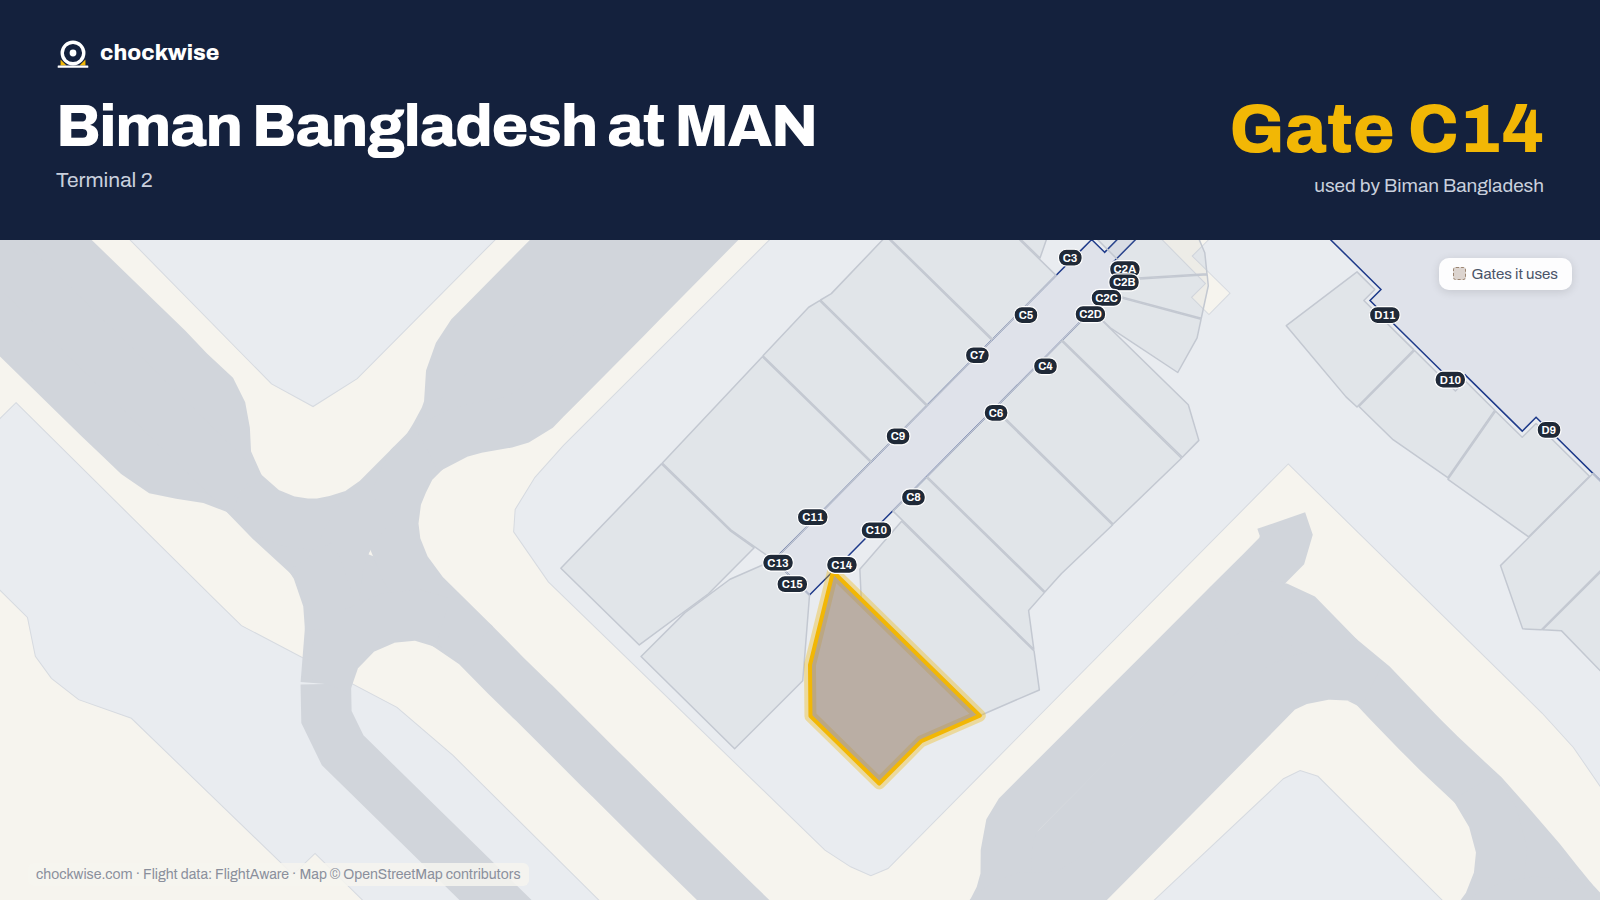 chockwise
Biman Bangladesh at MAN
Terminal 2
Gate C14
used by Biman Bangladesh
Gates it uses
C3
C2A
C2B
C2C
C2D
C5
C7
C4
C6
C9
C8
C11
C10
C13
C14
C15
D11
D10
D9
chockwise.com · Flight data: FlightAware · Map © OpenStreetMap contributors